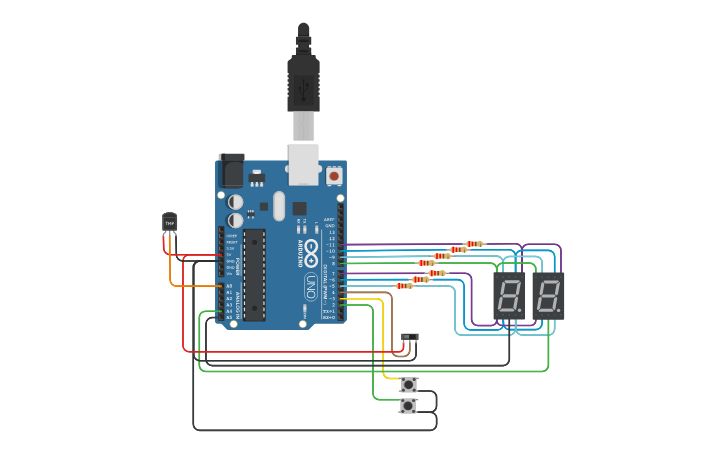 TMP
AREF
GND
13
12
~11
~10
~9
8
7
~6
~5
4
~3
2
TX→1
RX←0
IOREF
RESET
3.3V
5V
GND
GND
Vin
A0
A1
A2
A3
A4
A5
POWER
ANALOG IN
DIGITAL (PWM~)
ARDUINO
UNO
TX
RX
L